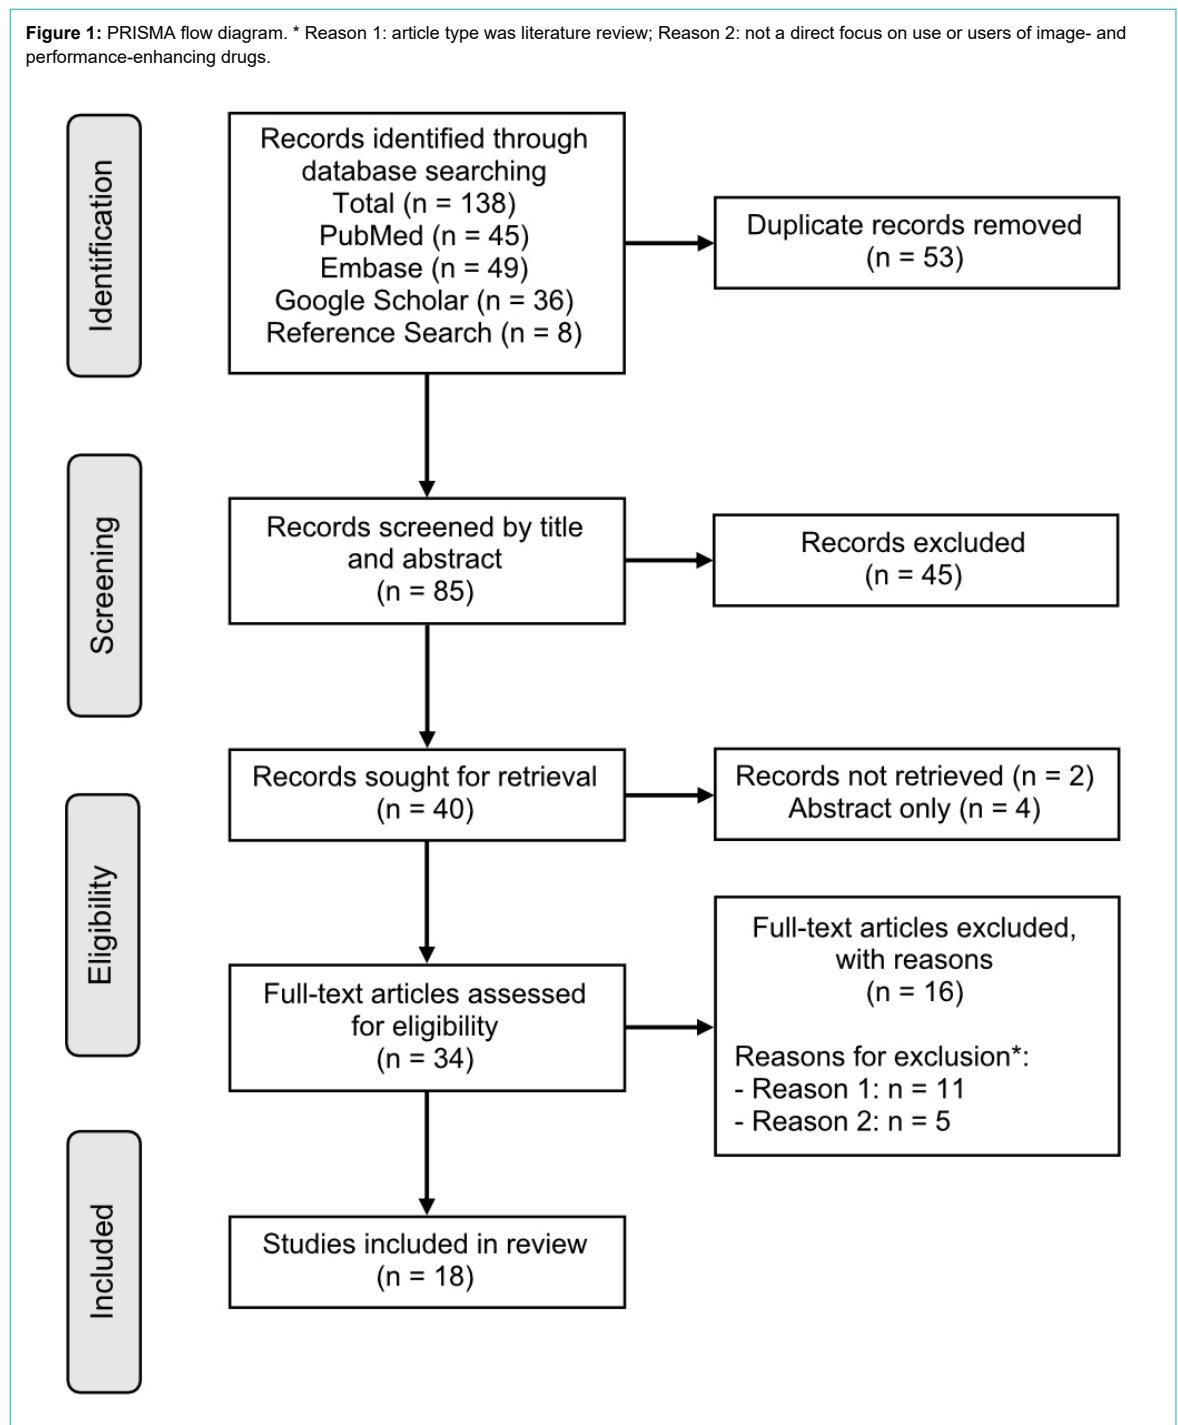 Figure 1: PRISMA flow diagram. * Reason 1: article type was literature review; Reason 2: not a direct focus on use or users of image- and
performance-enhancing drugs.
Identification
Records identified through
database searching
Total (n = 138)
PubMed (n = 45)
Embase (n = 49)
Google Scholar (n = 36)
Reference Search (n = 8)
Duplicate records removed
(n = 53)
Screening
Records screened by title
and abstract
(n = 85)
Records excluded
(n = 45)
Eligibility
Records sought for retrieval
(n = 40)
Records not retrieved (n = 2)
Abstract only (n = 4)
Full-text articles assessed
for eligibility
(n = 34)
Full-text articles excluded,
with reasons
(n = 16)
Reasons for exclusion*:
- Reason 1: n = 11
- Reason 2: n = 5
Included
Studies included in review
(n = 18)